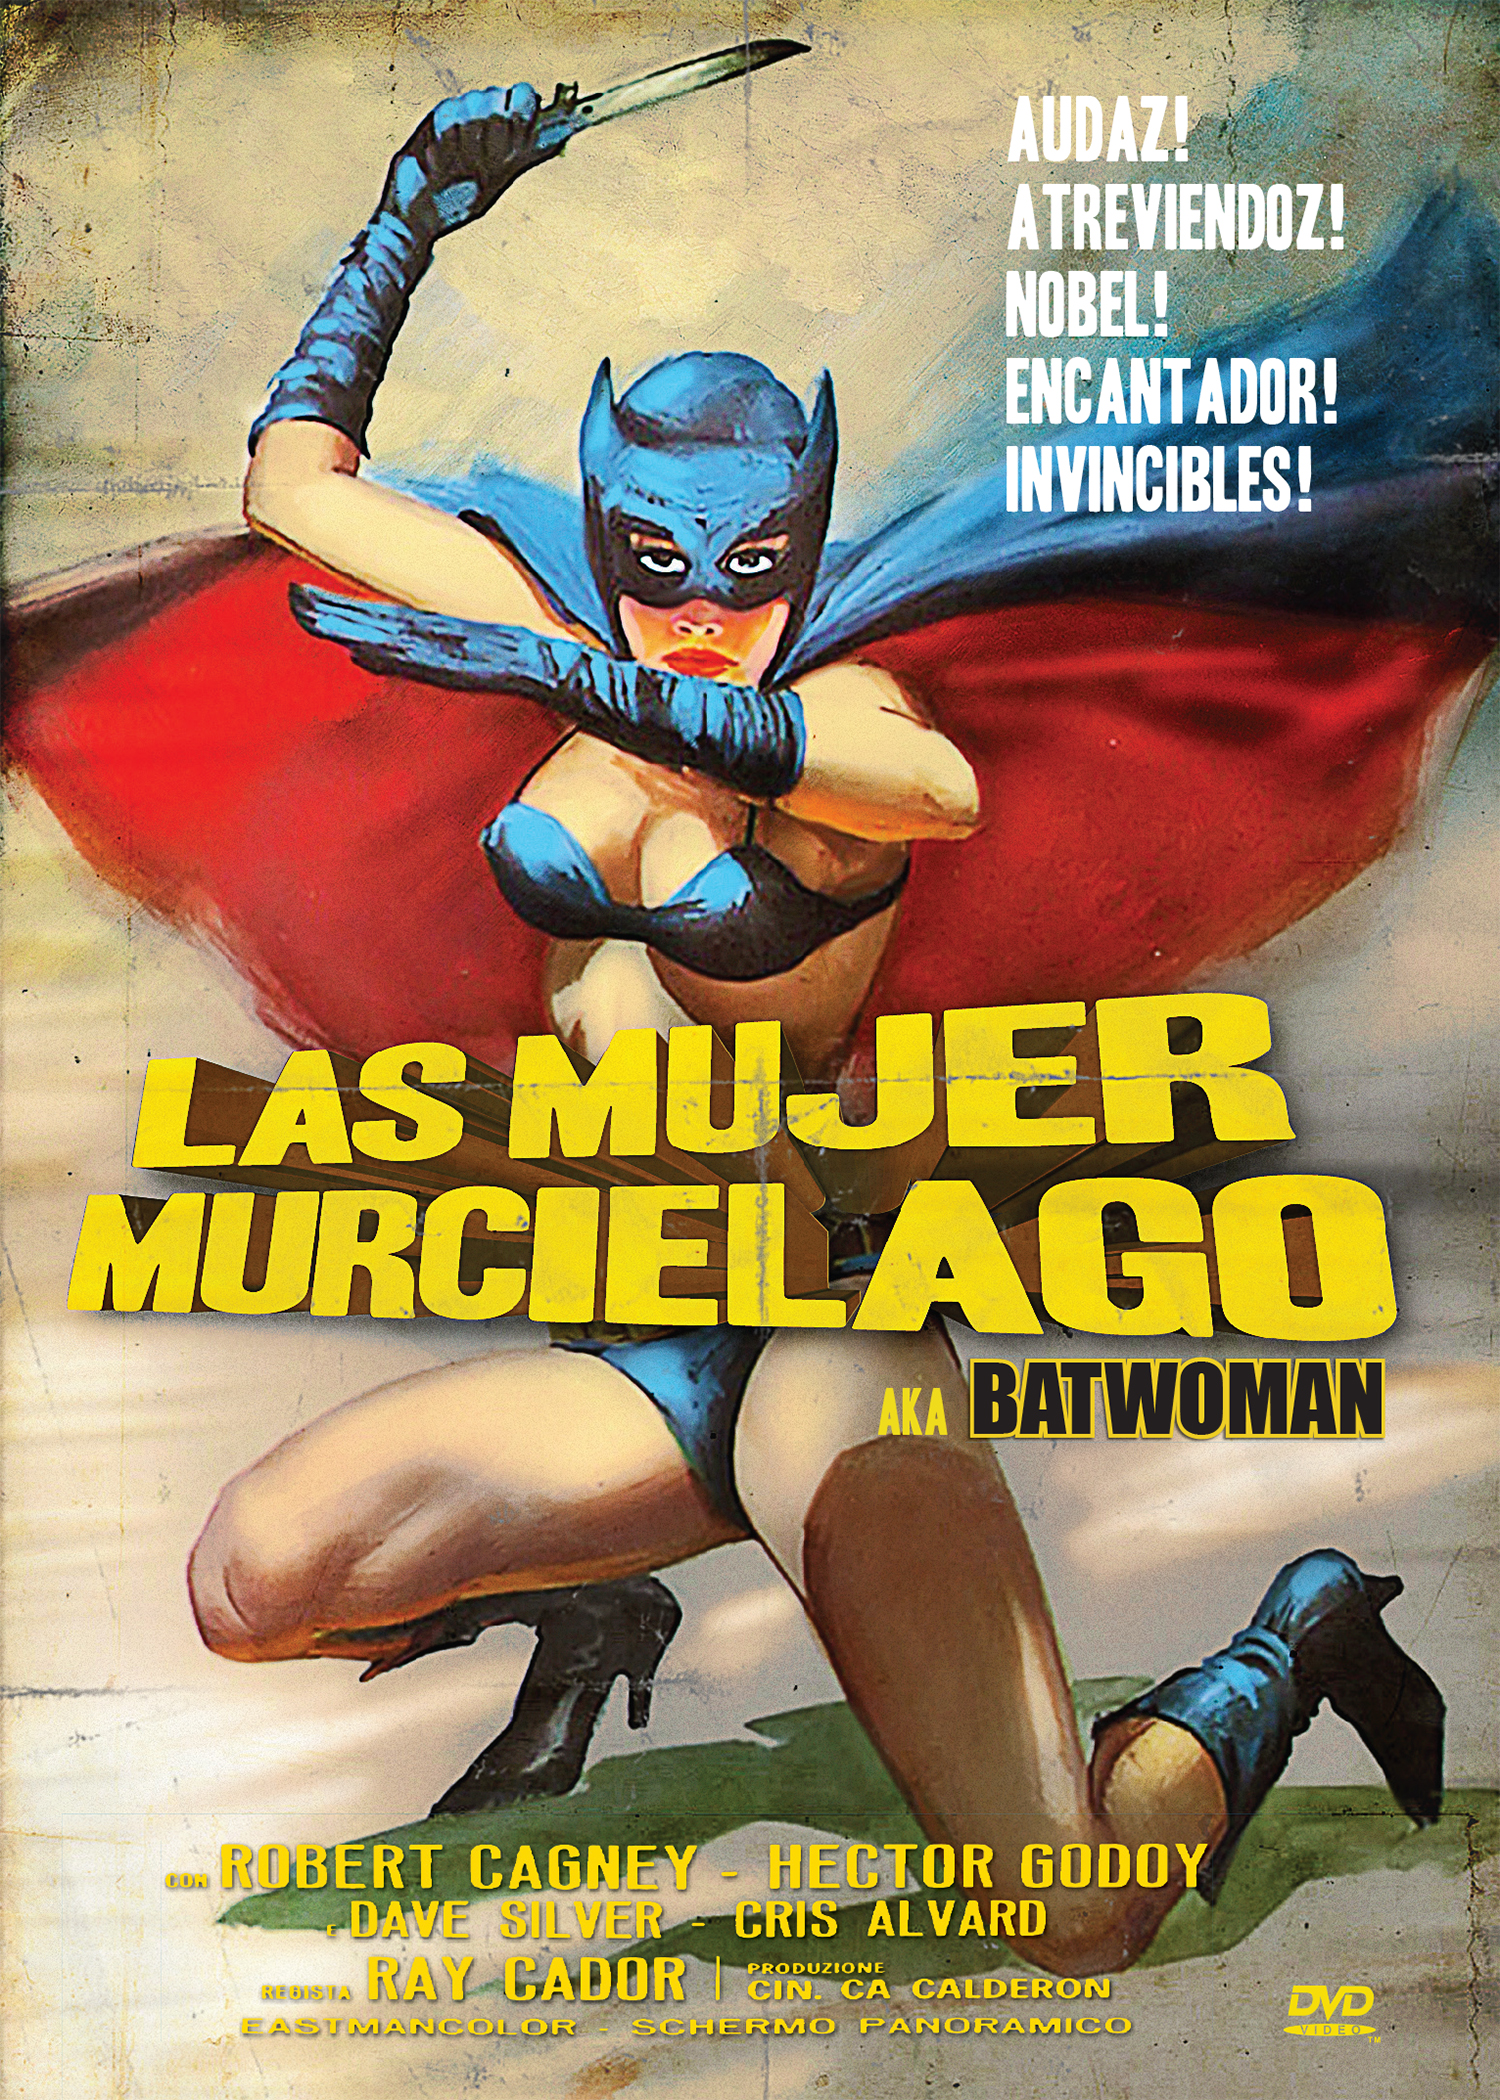 AUDAZ!
ATREVIENDOZ!
NOBEL!
ENCANTADOR!
INVINCIBLES!
LAS MUJER
MURCIELAGO
AKA BATWOMAN
CON ROBERT CAGNEY - HECTOR GODOY
E DAVE SILVER - CRIS ALVARD
REGISTA RAY CADOR | PRODUZIONE
CIN. CA CALDERON
EASTMANCOLOR - SCHERMO PANORAMICO
DVD
VIDEO TM